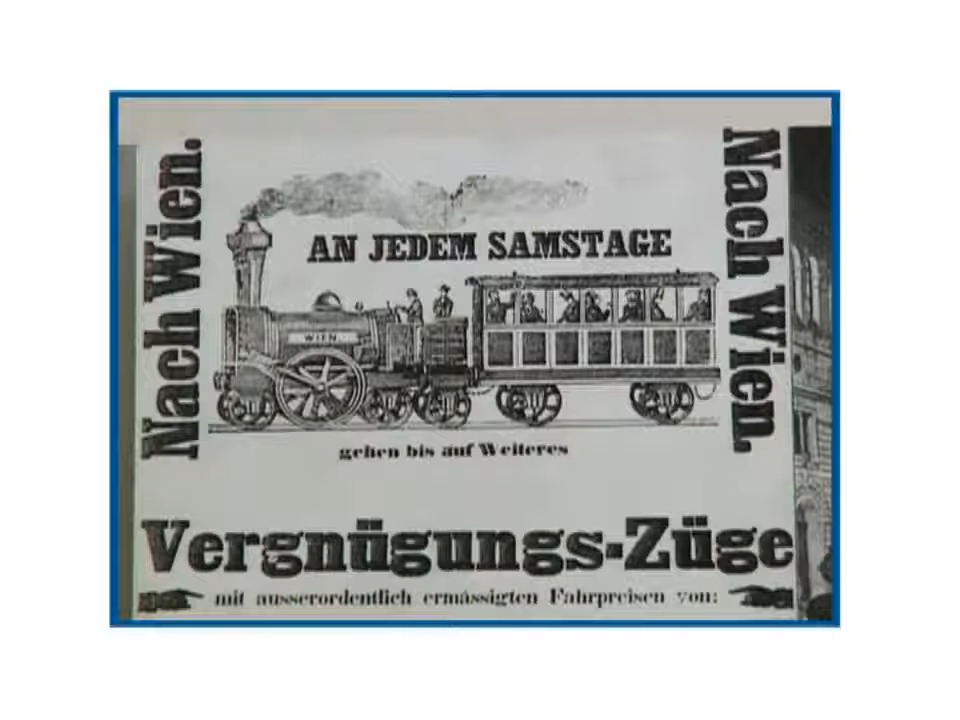 Nach Wien.
AN JEDEM SAMSTAGE
Nach Wien.
WIEN
gehen bis auf Weiteres
Vergnügungs-Züge
mit ausserordentlich ermässigten Fahrpreisen von: